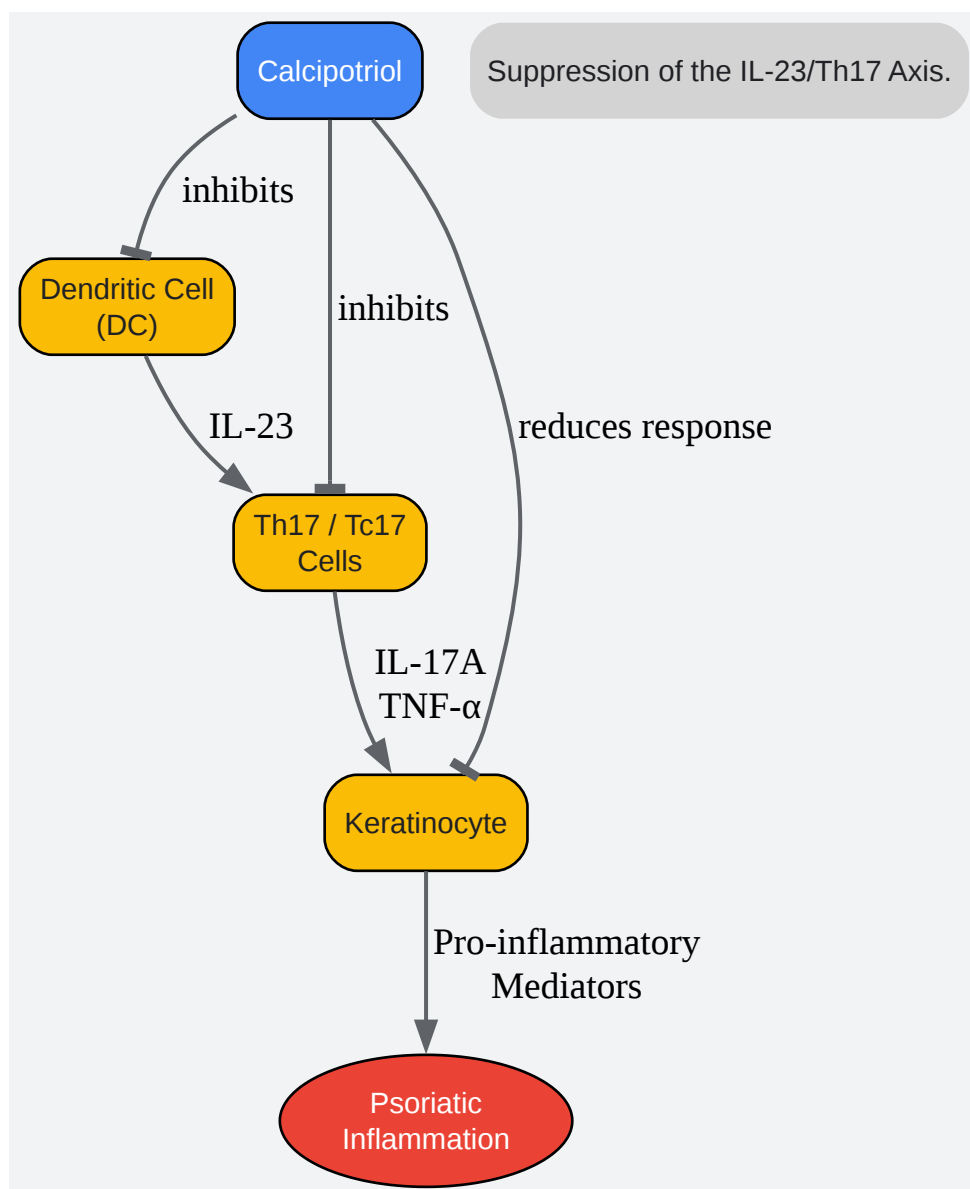 Calcipotriol
Suppression of the IL-23/Th17 Axis.
inhibits
Dendritic Cell
(DC)
inhibits
IL-23
reduces response
Th17 / Tc17
Cells
IL-17A
TNF-α
Keratinocyte
Pro-inflammatory
Mediators
Psoriatic
Inflammation